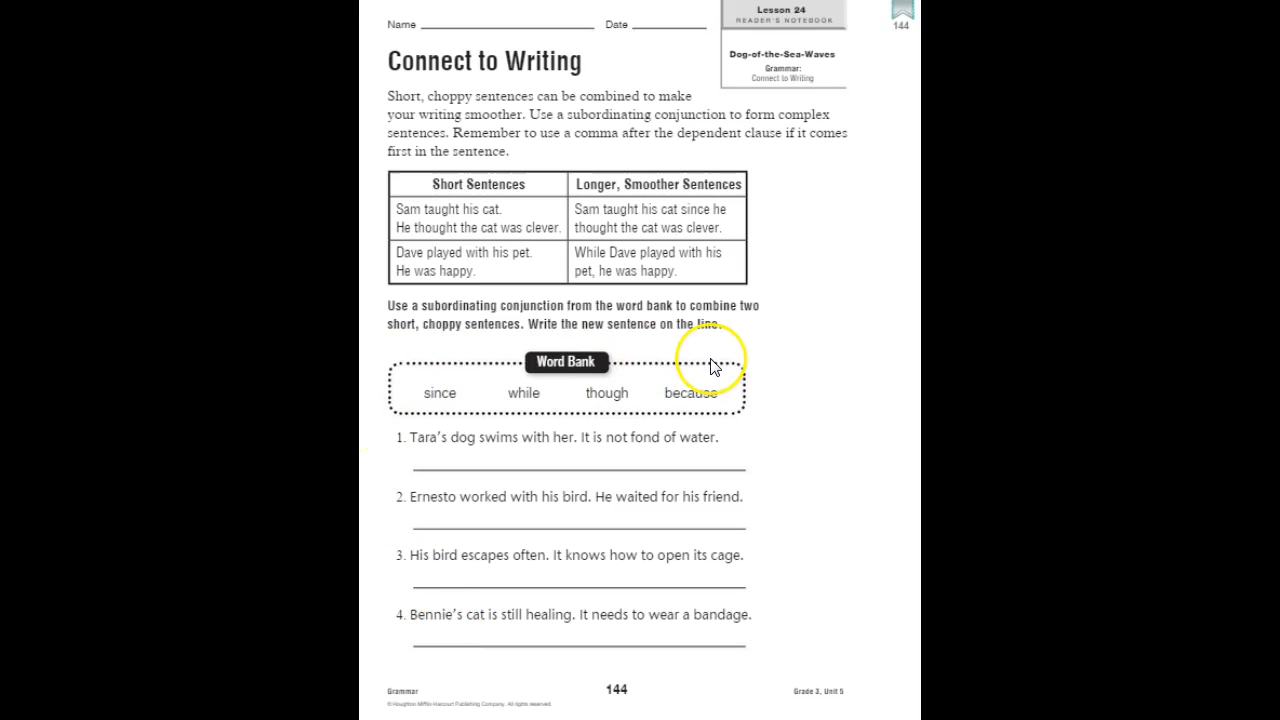 Name
Date
Lesson 24
READER'S NOTEBOOK
144
Dog-of-the-Sea-Waves
Grammar:
Connect to Writing
Connect to Writing
Short, choppy sentences can be combined to make
your writing smoother. Use a subordinating conjunction to form complex
sentences. Remember to use a comma after the dependent clause if it comes
first in the sentence.
Short Sentences
Longer, Smoother Sentences
Sam taught his cat.
He thought the cat was clever.
Sam taught his cat since he
thought the cat was clever.
Dave played with his pet.
He was happy.
While Dave played with his
pet, he was happy.
Use a subordinating conjunction from the word bank to combine two
short, choppy sentences. Write the new sentence on the line.
Word Bank
since while though because
1. Tara's dog swims with her. It is not fond of water.
2. Ernesto worked with his bird. He waited for his friend.
3. His bird escapes often. It knows how to open its cage.
4. Bennie's cat is still healing. It needs to wear a bandage.
Grammar
144
Grade 3, Unit 5
© Houghton Mifflin Harcourt Publishing Company. All rights reserved.